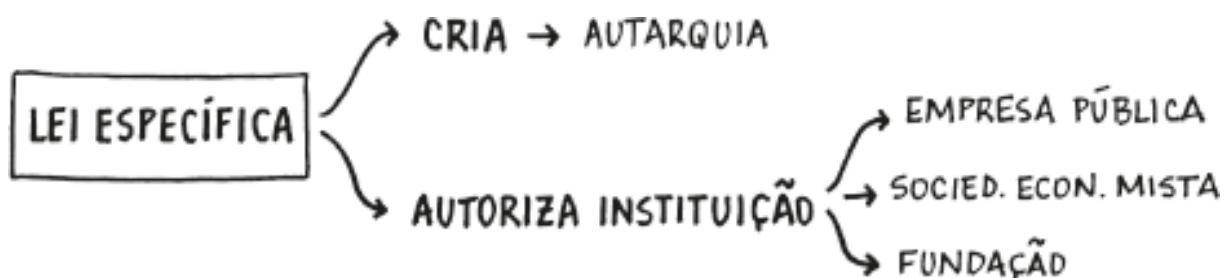 CRIA → AUTARQUIA
LEI ESPECÍFICA
EMPRESA PÚBLICA
AUTORIZA INSTITUIÇÃO → SOCIED. ECON. MISTA
FUNDAÇÃO